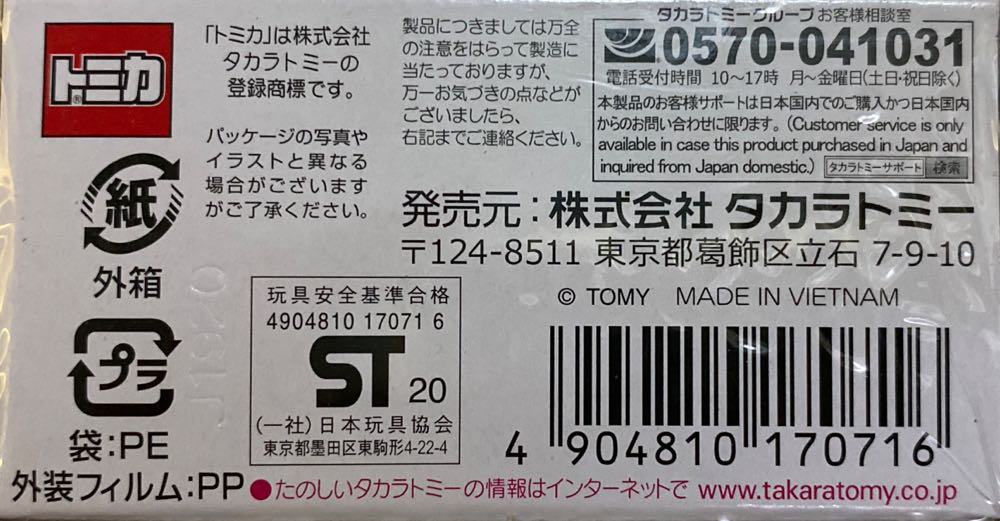 トミカ
®
「トミカ」は株式会社
タカラトミーの
登録商標です。
パッケージの写真や
イラストと異なる
場合がございます
がご了承ください。
紙
外箱
プラ
袋:PE
外装フィルム:PP
製品につきましては万全
の注意をはらって製造に
当たっておりますが、
万一お気づきの点などが
ございましたら、
右記までご連絡ください。
タカラトミーグループ お客様相談室
0570-041031
電話受付時間 10〜17時 月〜金曜日(土日・祝日除く)
本製品のお客様サポートは日本国内でのご購入かつ日本国内
からのお問い合わせに限ります。(Customer service is only
available in case this product purchased in Japan and
inquired from Japan domestic.) タカラトミーサポート 検索
発売元:株式会社 タカラトミー
〒124-8511 東京都葛飾区立石 7-9-10
© TOMY MADE IN VIETNAM
玩具安全基準合格
4904810 17071 6
ST 20
(一社)日本玩具協会
東京都墨田区東駒形4-22-4
4 904810 170716
●たのしいタカラトミーの情報はインターネットで www.takaratomy.co.jp